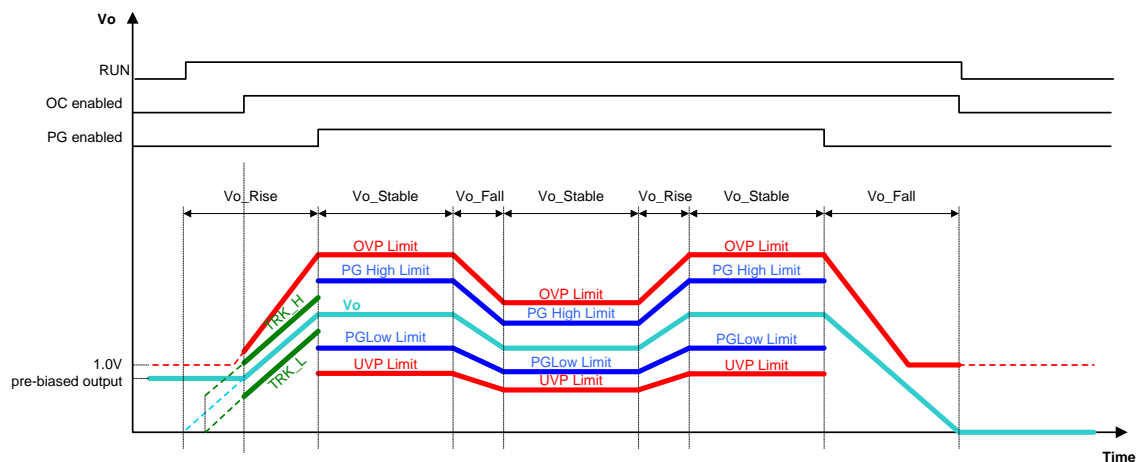 Vo
RUN
OC enabled
PG enabled
Vo_Rise
Vo_Stable
Vo_Fall
Vo_Stable
Vo_Rise
Vo_Stable
Vo_Fall
OVP Limit
OVP Limit
PG High Limit
PG High Limit
TRK_H
Vo
OVP Limit
PG High Limit
PGLow Limit
PGLow Limit
TRK_L
1.0V
pre-biased output
UVP Limit
PGLow Limit
UVP Limit
UVP Limit
Time